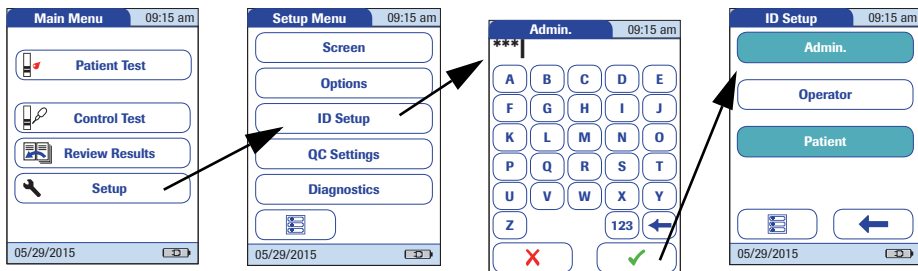 Main Menu 09:15 am
Patient Test
Control Test
Review Results
Setup
05/29/2015
Setup Menu 09:15 am
Screen
Options
ID Setup
QC Settings
Diagnostics
05/29/2015
Admin. 09:15 am
***
A B C D E
F G H I J
K L M N O
P Q R S T
U V W X Y
Z 123
ID Setup 09:15 am
Admin.
Operator
Patient
05/29/2015